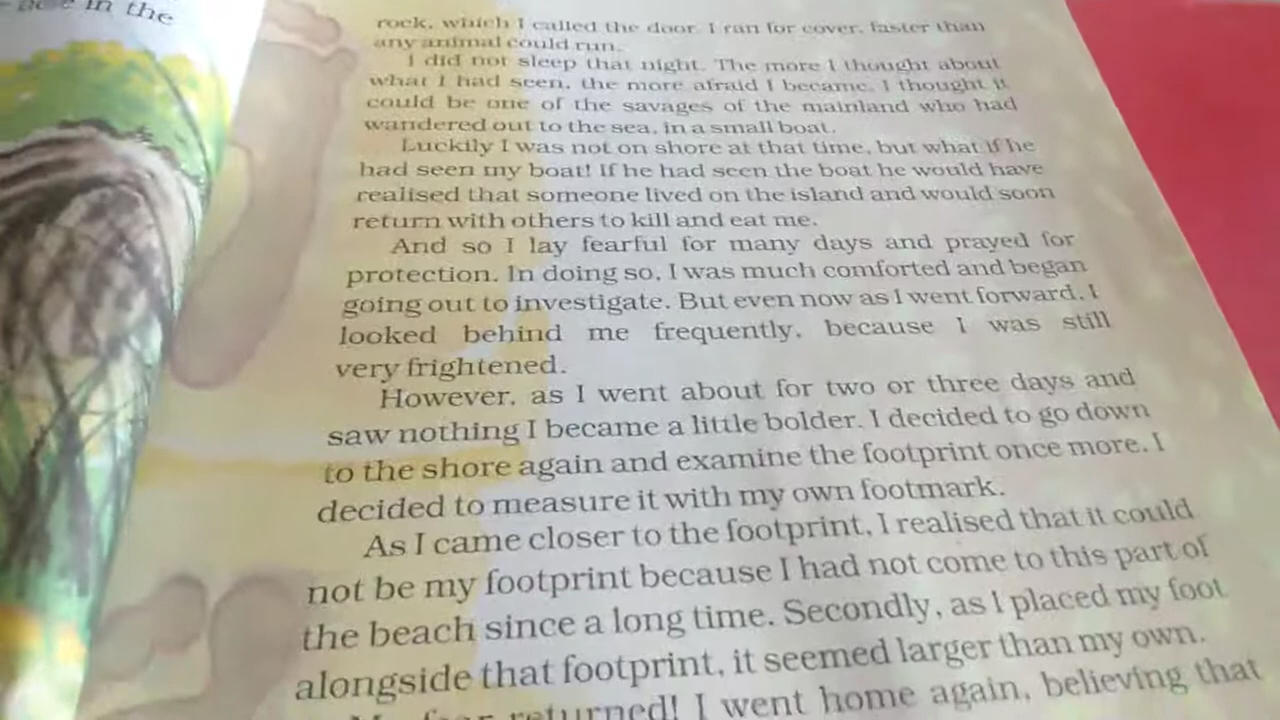 in the
rock, which I called the door. I ran for cover, faster than
any animal could run.
I did not sleep that night. The more I thought about
what I had seen, the more afraid I became. I thought it
could be one of the savages of the mainland who had
wandered out to the sea, in a small boat.
Luckily I was not on shore at that time, but what if he
had seen my boat! If he had seen the boat he would have
realised that someone lived on the island and would soon
return with others to kill and eat me.
And so I lay fearful for many days and prayed for
protection. In doing so, I was much comforted and began
going out to investigate. But even now as I went forward, I
looked behind me frequently, because I was still
very frightened.
However, as I went about for two or three days and
saw nothing I became a little bolder. I decided to go down
to the shore again and examine the footprint once more. I
decided to measure it with my own footmark.
As I came closer to the footprint, I realised that it could
not be my footprint because I had not come to this part of
the beach since a long time. Secondly, as I placed my foot
alongside that footprint, it seemed larger than my own.
My fear returned! I went home again, believing that